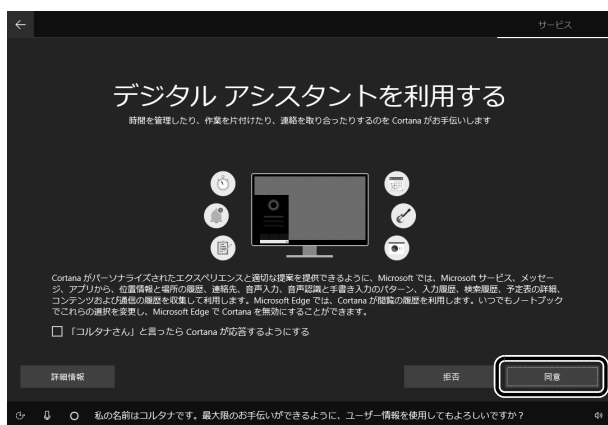 サービス
デジタル アシスタントを利用する
時間を管理したり、作業を片付けたり、連絡を取り合ったりするのを Cortana がお手伝いします
Cortana がパーソナライズされたエクスペリエンスと適切な提案を提供できるように、Microsoft では、Microsoft サービス、メッセー
ジ、アプリから、位置情報と場所の履歴、連絡先、音声入力、音声認識と手書き入力のパターン、入力履歴、検索履歴、予定表の詳細、
コンテンツおよび通信の履歴を収集して利用します。Microsoft Edge では、Cortana が閲覧の履歴を利用します。いつでもノートブック
でこれらの選択を変更し、Microsoft Edge で Cortana を無効にすることができます。
「コルタナさん」と言ったら Cortana が応答するようにする
詳細情報
拒否
同意
私の名前はコルタナです。最大限のお手伝いができるように、ユーザー情報を使用してもよろしいですか?